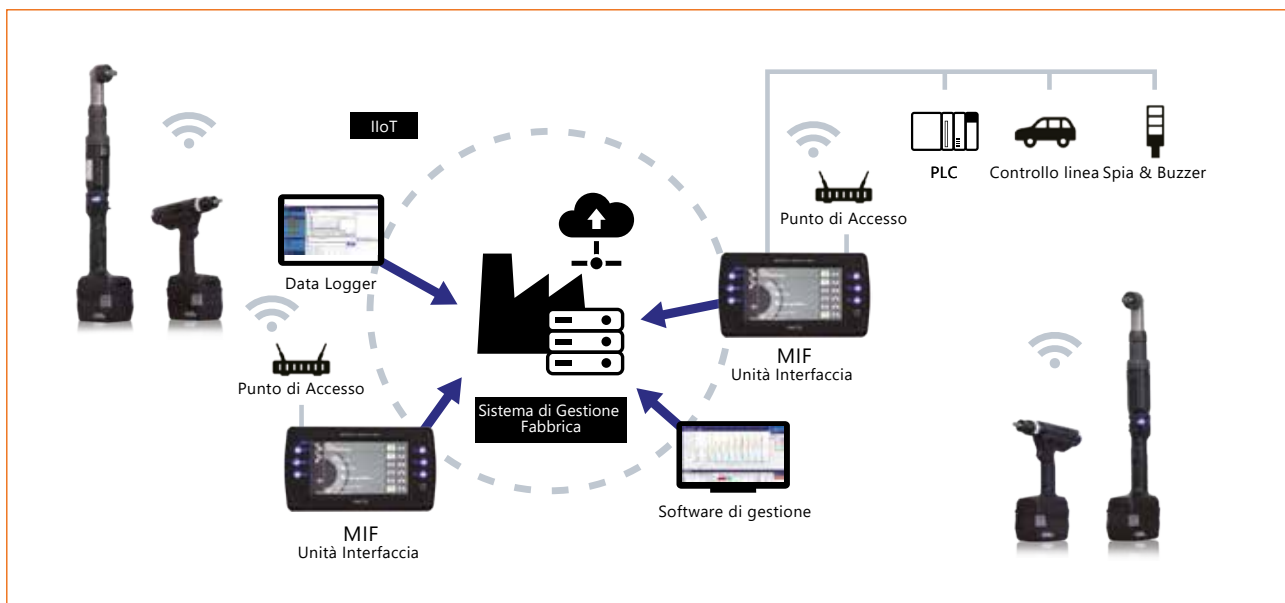 IIoT
PLC
Controllo linea
Spia & Buzzer
Punto di Accesso
Data Logger
MIF
Unità Interfaccia
Punto di Accesso
Sistema di Gestione
Fabbrica
Software di gestione
MIF
Unità Interfaccia